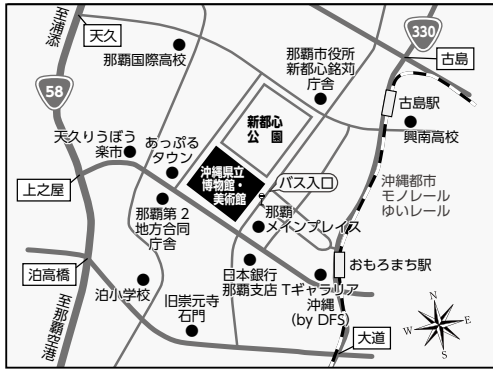 至浦添
天久
那覇国際高校
那覇市役所
新都心銘苅
庁舎
330
古島
58
新都心
公園
古島駅
興南高校
天久りうぼう
楽市
あっぷる
タウン
沖縄県立
博物館・
美術館
バス入口
沖縄都市
モノレール
ゆいレール
上之屋
那覇第2
地方合同
庁舎
那覇
メインプレイス
泊高橋
日本銀行
那覇支店
おもろまち駅
Tギャラリア
沖縄
(by DFS)
泊小学校
旧崇元寺
石門
至那覇空港
大道
N
W
E
S